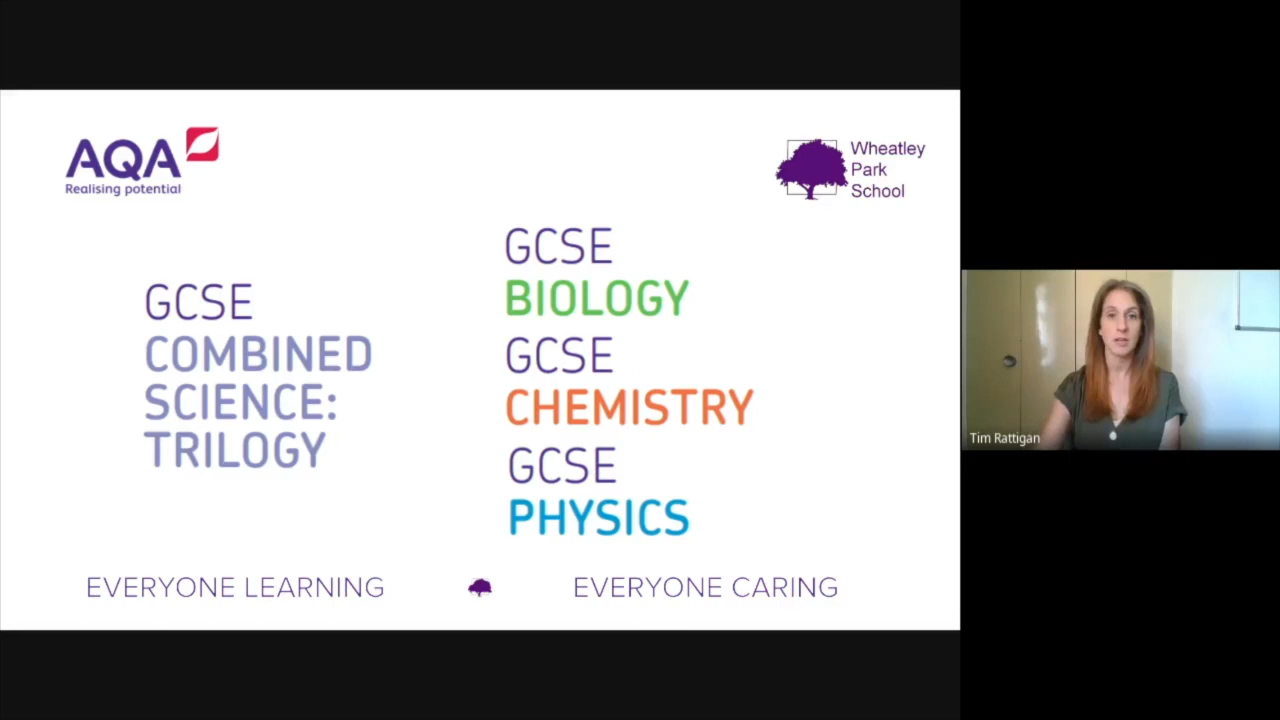 AQA
Realising potential
Wheatley
Park
School
GCSE
COMBINED
SCIENCE:
TRILOGY
GCSE
BIOLOGY
GCSE
CHEMISTRY
GCSE
PHYSICS
EVERYONE LEARNING
EVERYONE CARING
Tim Rattigan